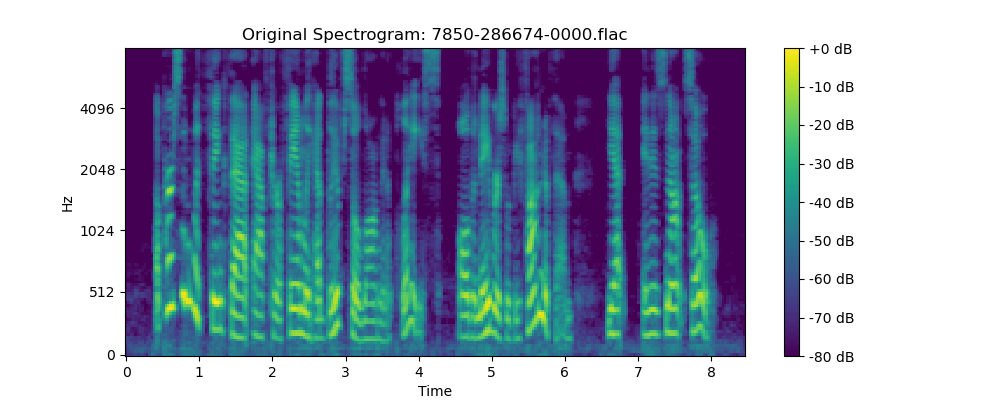 Original Spectrogram: 7850-286674-0000.flac
Hz
4096
2048
1024
512
0
0 1 2 3 4 5 6 7 8
Time
+0 dB
-10 dB
-20 dB
-30 dB
-40 dB
-50 dB
-60 dB
-70 dB
-80 dB